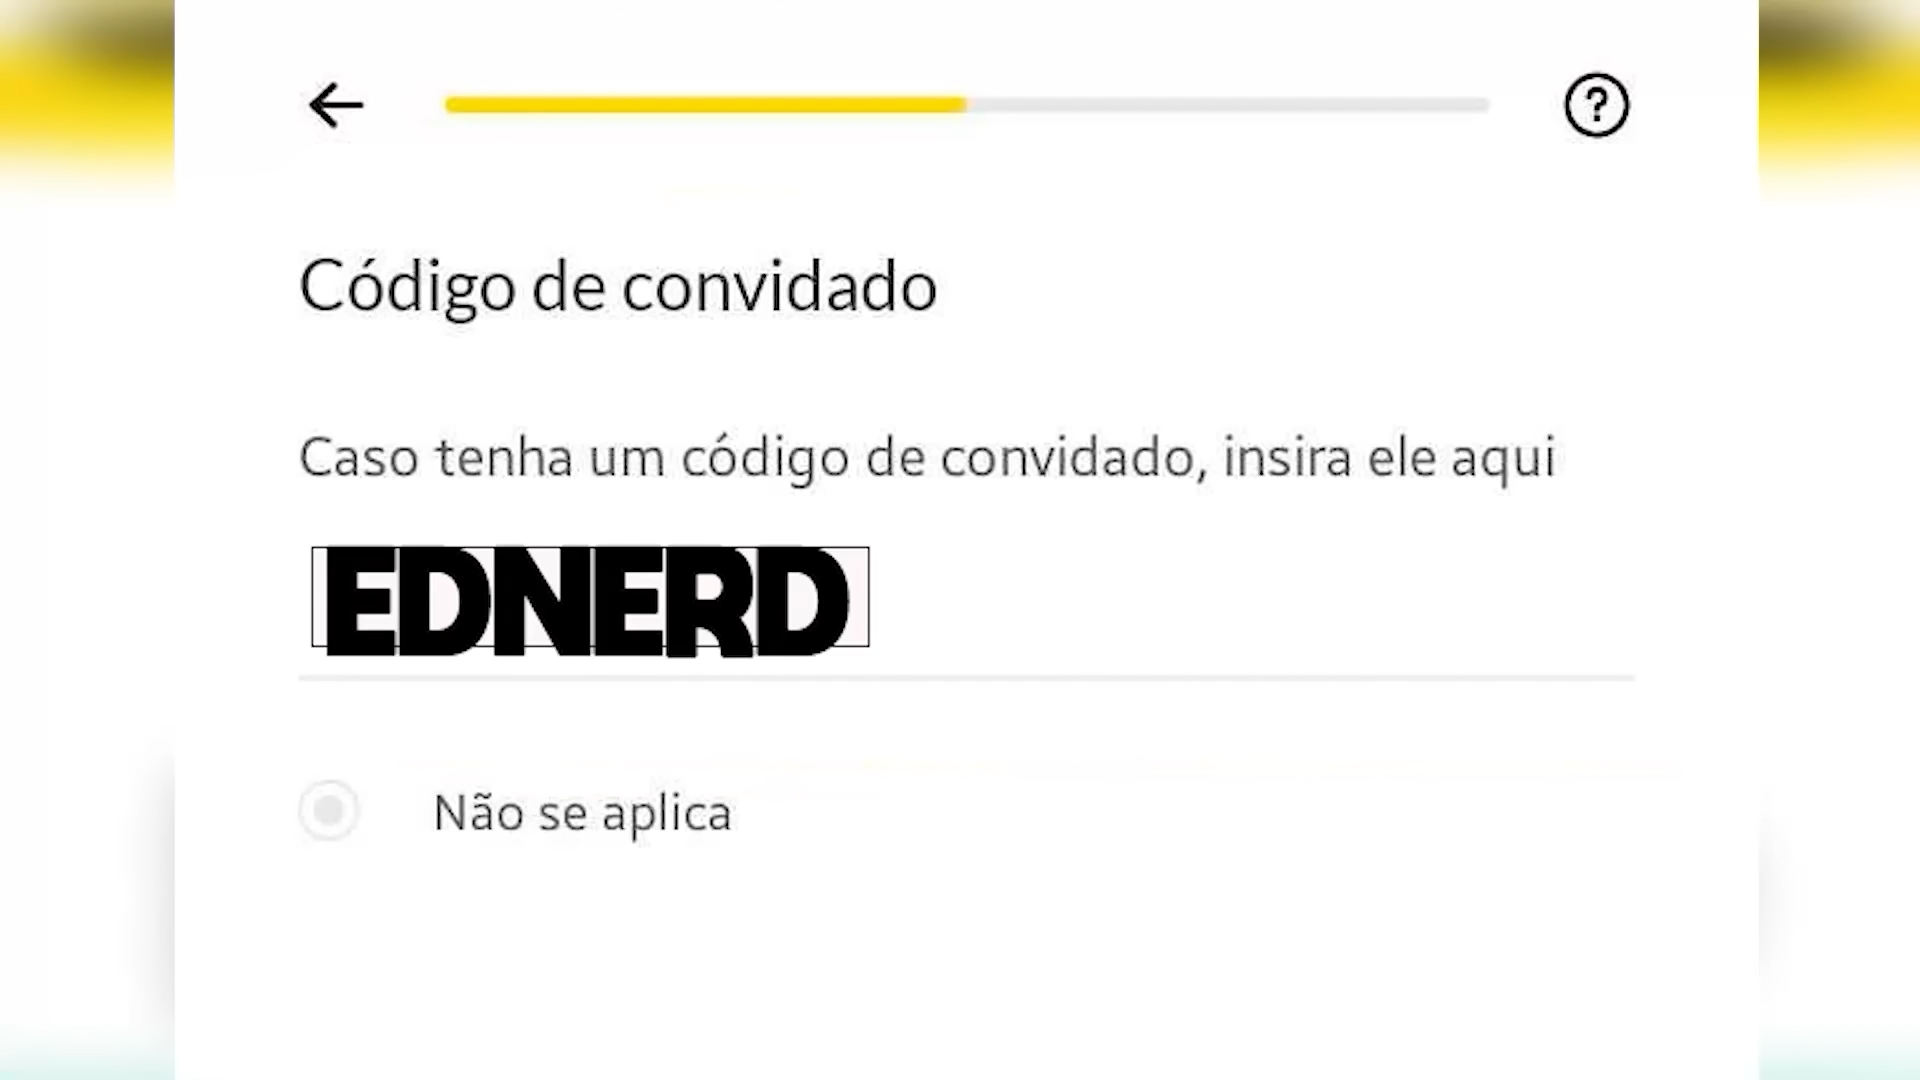 Código de convidado
Caso tenha um código de convidado, insira ele aqui
EDNERD
Não se aplica